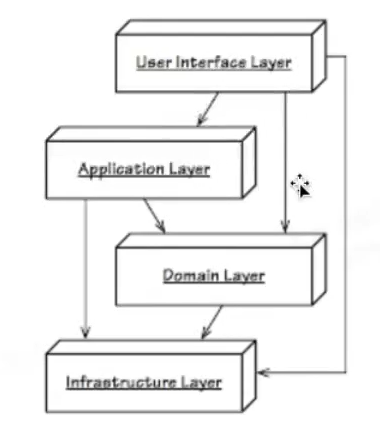 User Interface Layer
Application Layer
Domain Layer
Infrastructure Layer